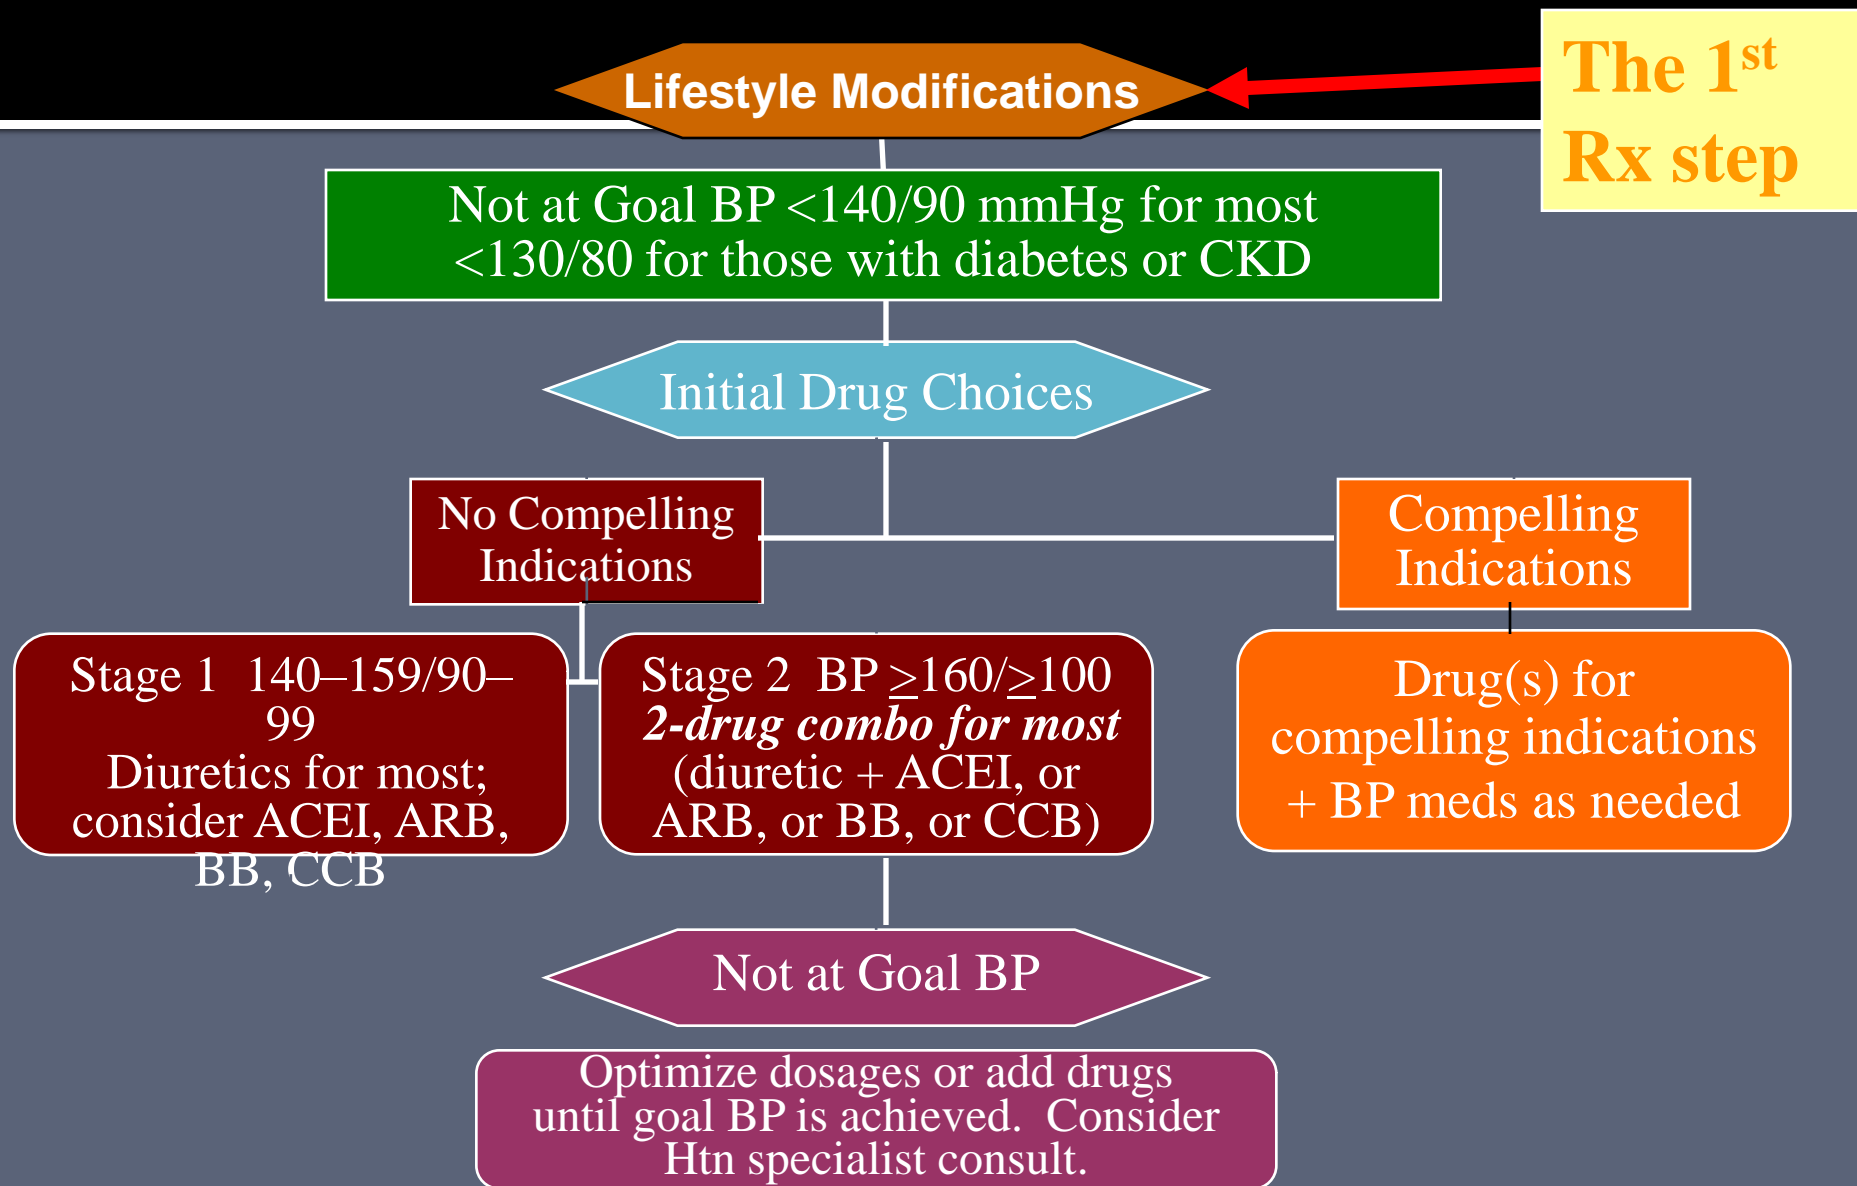 Lifestyle Modifications
The 1st
Rx step
Not at Goal BP <140/90 mmHg for most
<130/80 for those with diabetes or CKD
Initial Drug Choices
No Compelling
Indications
Compelling
Indications
Stage 1  140–159/90–
99
Diuretics for most;
consider ACEI, ARB,
BB, CCB
Stage 2  BP ≥160/≥100
2-drug combo for most
(diuretic + ACEI, or
ARB, or BB, or CCB)
Drug(s) for
compelling indications
+ BP meds as needed
Not at Goal BP
Optimize dosages or add drugs
until goal BP is achieved.  Consider
Htn specialist consult.